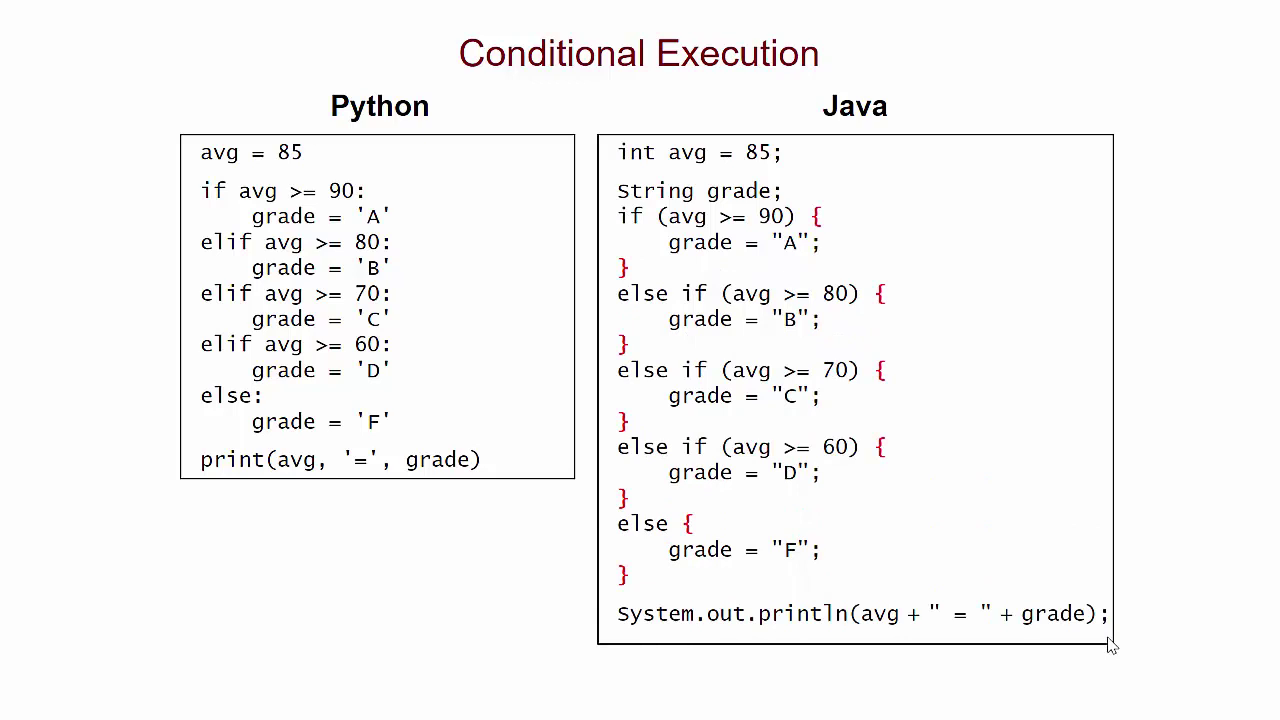 Conditional Execution
Python
avg = 85
if avg >= 90:
    grade = 'A'
elif avg >= 80:
    grade = 'B'
elif avg >= 70:
    grade = 'C'
elif avg >= 60:
    grade = 'D'
else:
    grade = 'F'
print(avg, '=', grade)
Java
int avg = 85;
String grade;
if (avg >= 90) {
    grade = "A";
}
else if (avg >= 80) {
    grade = "B";
}
else if (avg >= 70) {
    grade = "C";
}
else if (avg >= 60) {
    grade = "D";
}
else {
    grade = "F";
}
System.out.println(avg + " = " + grade);